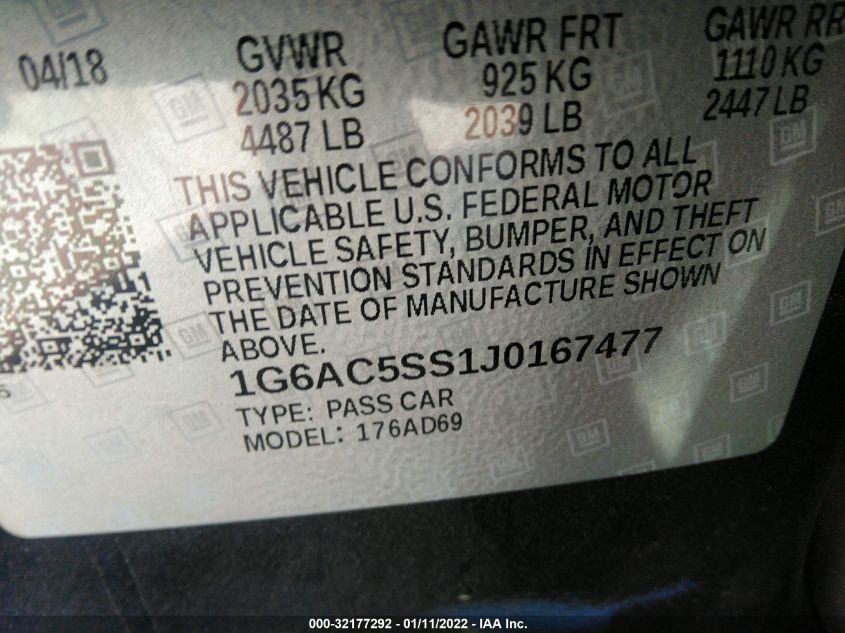 04/18
GVWR GAWR FRT GAWR RR
2035 KG 925 KG 1110 KG
4487 LB 2039 LB 2447 LB
THIS VEHICLE CONFORMS TO ALL
APPLICABLE U.S. FEDERAL MOTOR
VEHICLE SAFETY, BUMPER, AND THEFT
PREVENTION STANDARDS IN EFFECT ON
THE DATE OF MANUFACTURE SHOWN
ABOVE.
1G6AC5SS1J0167477
TYPE: PASS CAR
MODEL: 176AD69
000-32177292 - 01/11/2022 - IAA Inc.